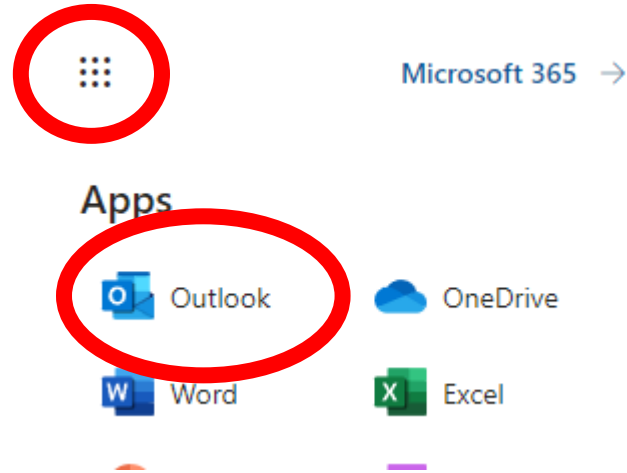 Microsoft 365 →
Apps
Outlook
OneDrive
Word
Excel